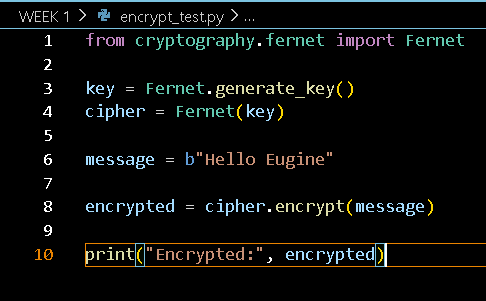 WEEK 1 > encrypt_test.py > ...
1 from cryptography.fernet import Fernet
2
3 key = Fernet.generate_key()
4 cipher = Fernet(key)
5
6 message = b"Hello Eugine"
7
8 encrypted = cipher.encrypt(message)
9
10 print("Encrypted:", encrypted)